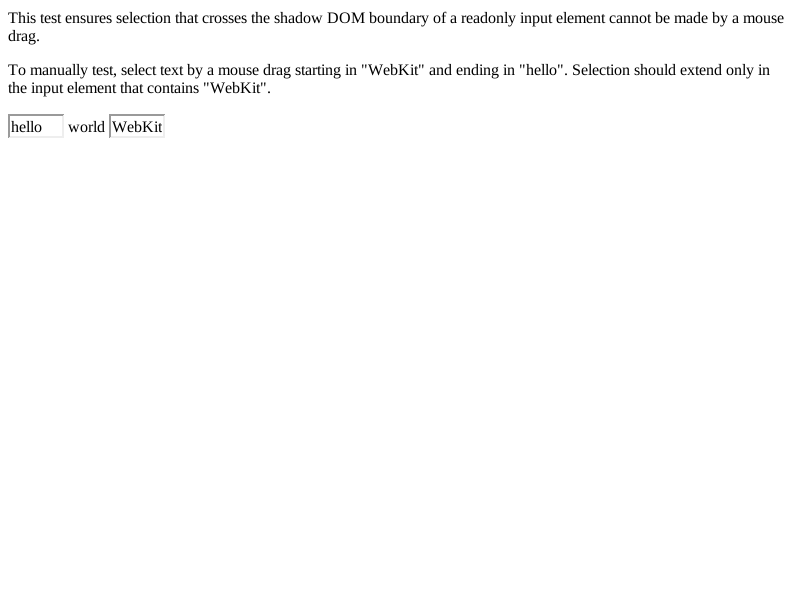 This test ensures selection that crosses the shadow DOM boundary of a readonly input element cannot be made by a mouse
drag.
To manually test, select text by a mouse drag starting in "WebKit" and ending in "hello". Selection should extend only in
the input element that contains "WebKit".
hello world WebKit